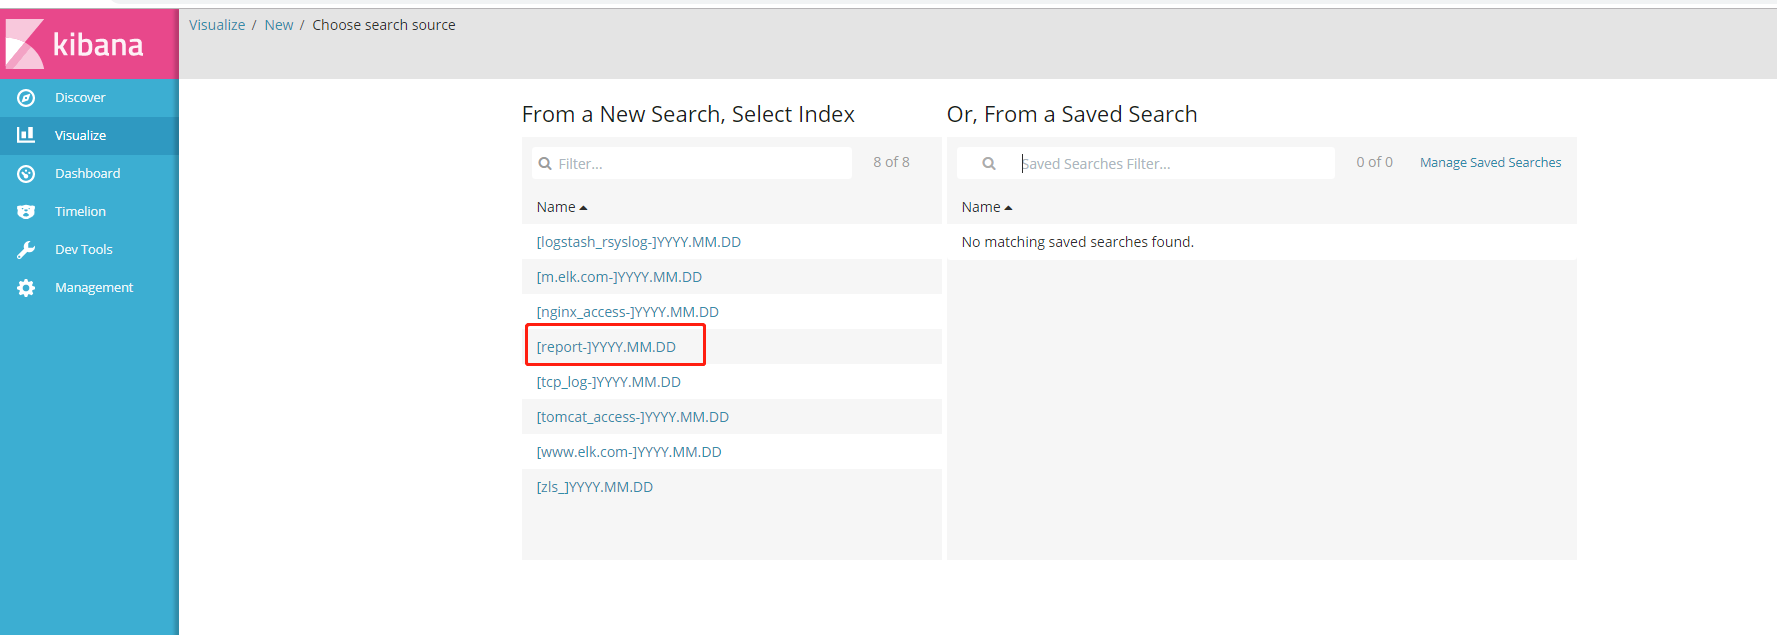 kibana
Discover
Visualize
Dashboard
Timelion
Dev Tools
Management
Visualize / New / Choose search source
From a New Search, Select Index
Filter...
8 of 8
Name
[logstash_rsyslog-]YYYY.MM.DD
[m.elk.com-]YYYY.MM.DD
[nginx_access-]YYYY.MM.DD
[report-]YYYY.MM.DD
[tcp_log-]YYYY.MM.DD
[tomcat_access-]YYYY.MM.DD
[www.elk.com-]YYYY.MM.DD
[zls_]YYYY.MM.DD
Or, From a Saved Search
Saved Searches Filter...
0 of 0
Manage Saved Searches
Name
No matching saved searches found.